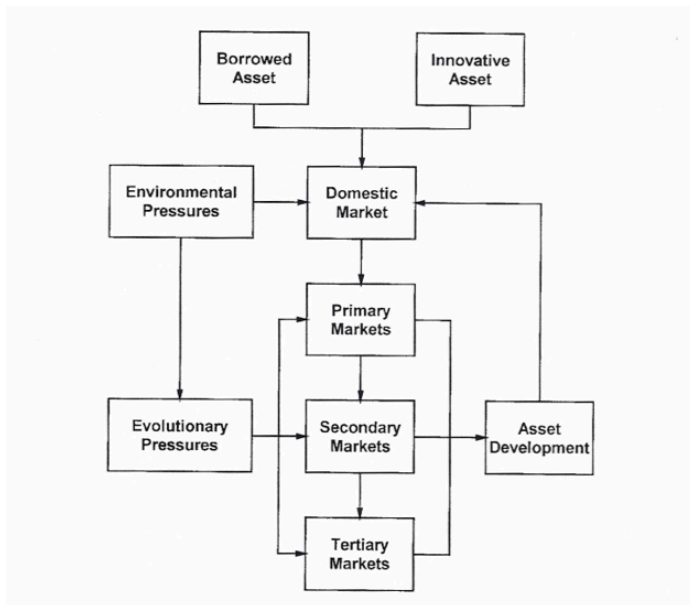 Borrowed
Asset
Innovative
Asset
Environmental
Pressures
Domestic
Market
Primary
Markets
Evolutionary
Pressures
Secondary
Markets
Asset
Development
Tertiary
Markets